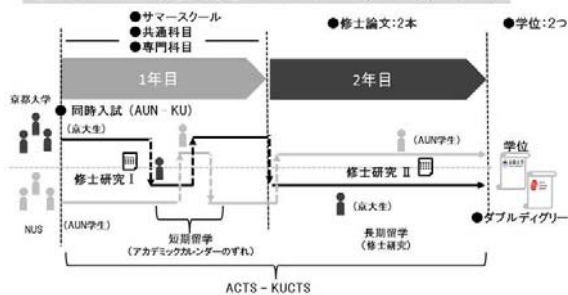 ●サマースクール
●共通科目
●専門科目
●修士論文:2本
●学位:2つ
1年目
2年目
京都大学
●同時入試(AUN‐KU)
(京大生)
(AUN学生)
学位
修士研究Ⅰ
修士研究Ⅱ
(京大生)
NUS
(AUN学生)
短期留学
(アカデミックカレンダーのずれ)
長期留学
(修士研究)
●ダブルディグリー
ACTS – KUCTS